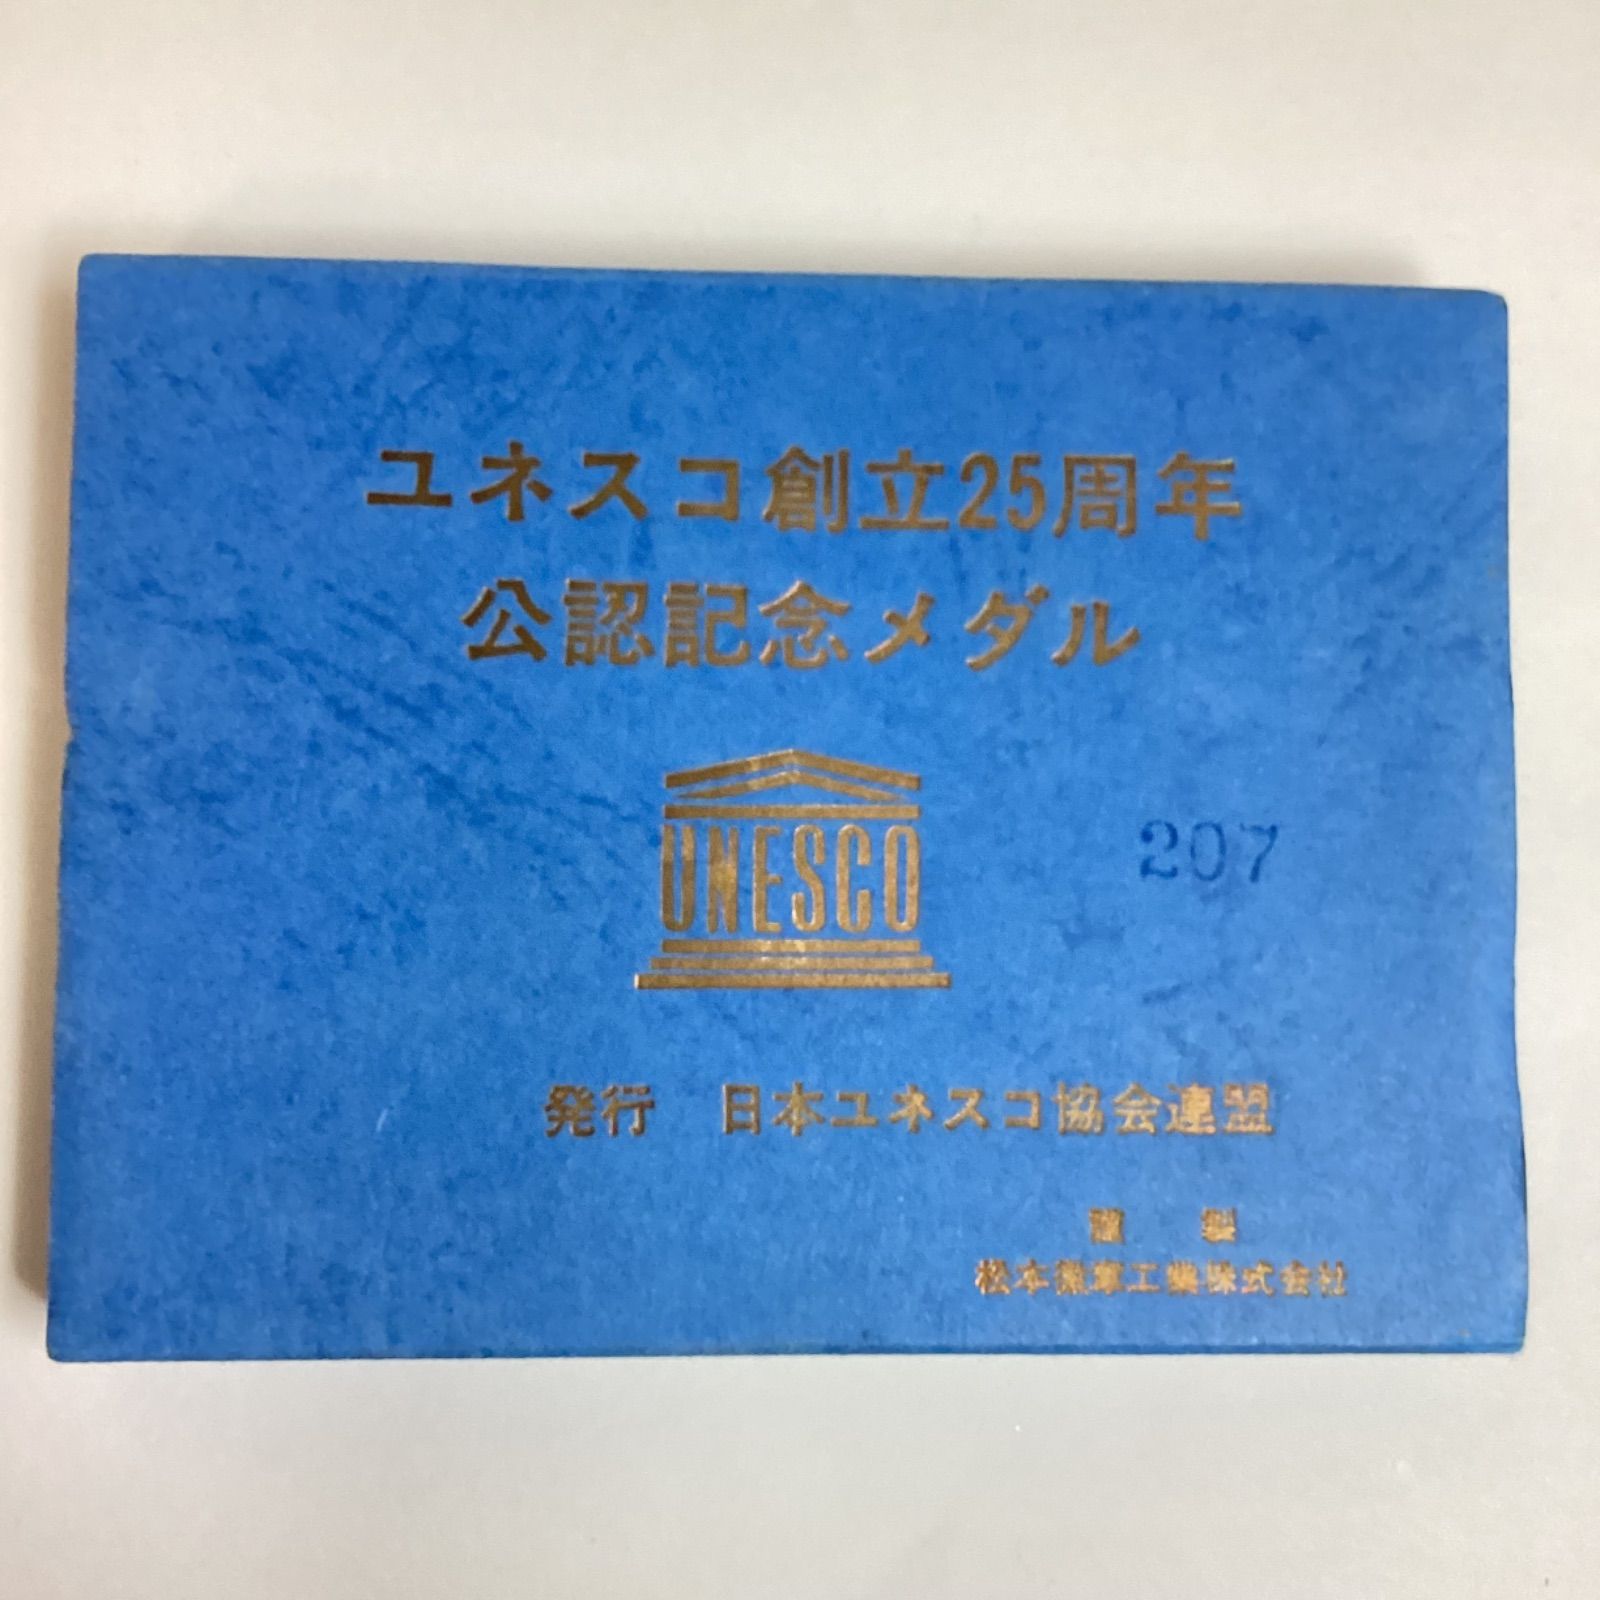 ユネスコ創立25周年
公認記念メダル
UNESCO
207
発行 日本ユネスコ協会連盟
謹製
松本徽章工業株式会社